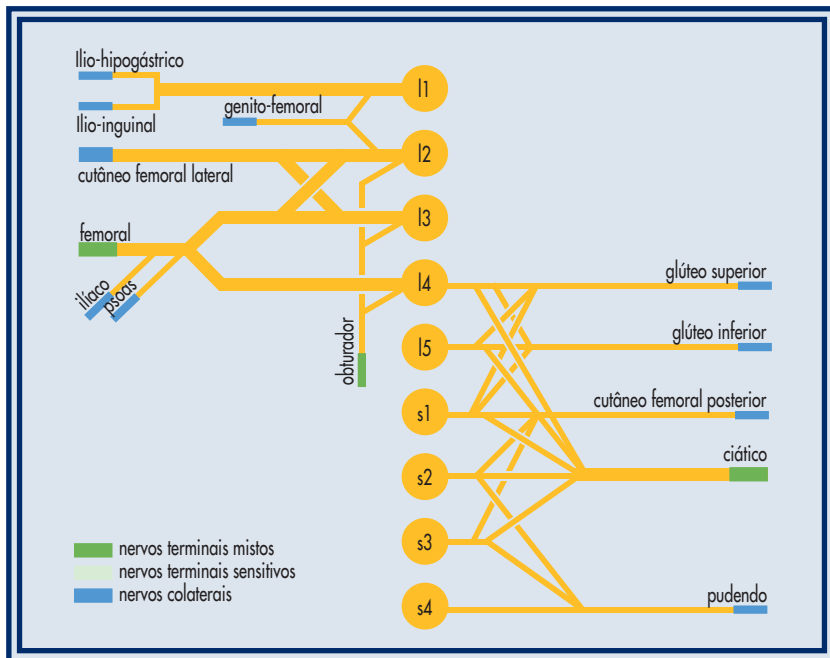 Ilio-hipogástrico
genito-femoral
Ilio-inguinal
cutâneo femoral lateral
femoral
ilíaco
psoas
obturador
l1
l2
l3
l4
l5
s1
s2
s3
s4
glúteo superior
glúteo inferior
cutâneo femoral posterior
ciático
pudendo
nervos terminais mistos
nervos terminais sensitivos
nervos colaterais